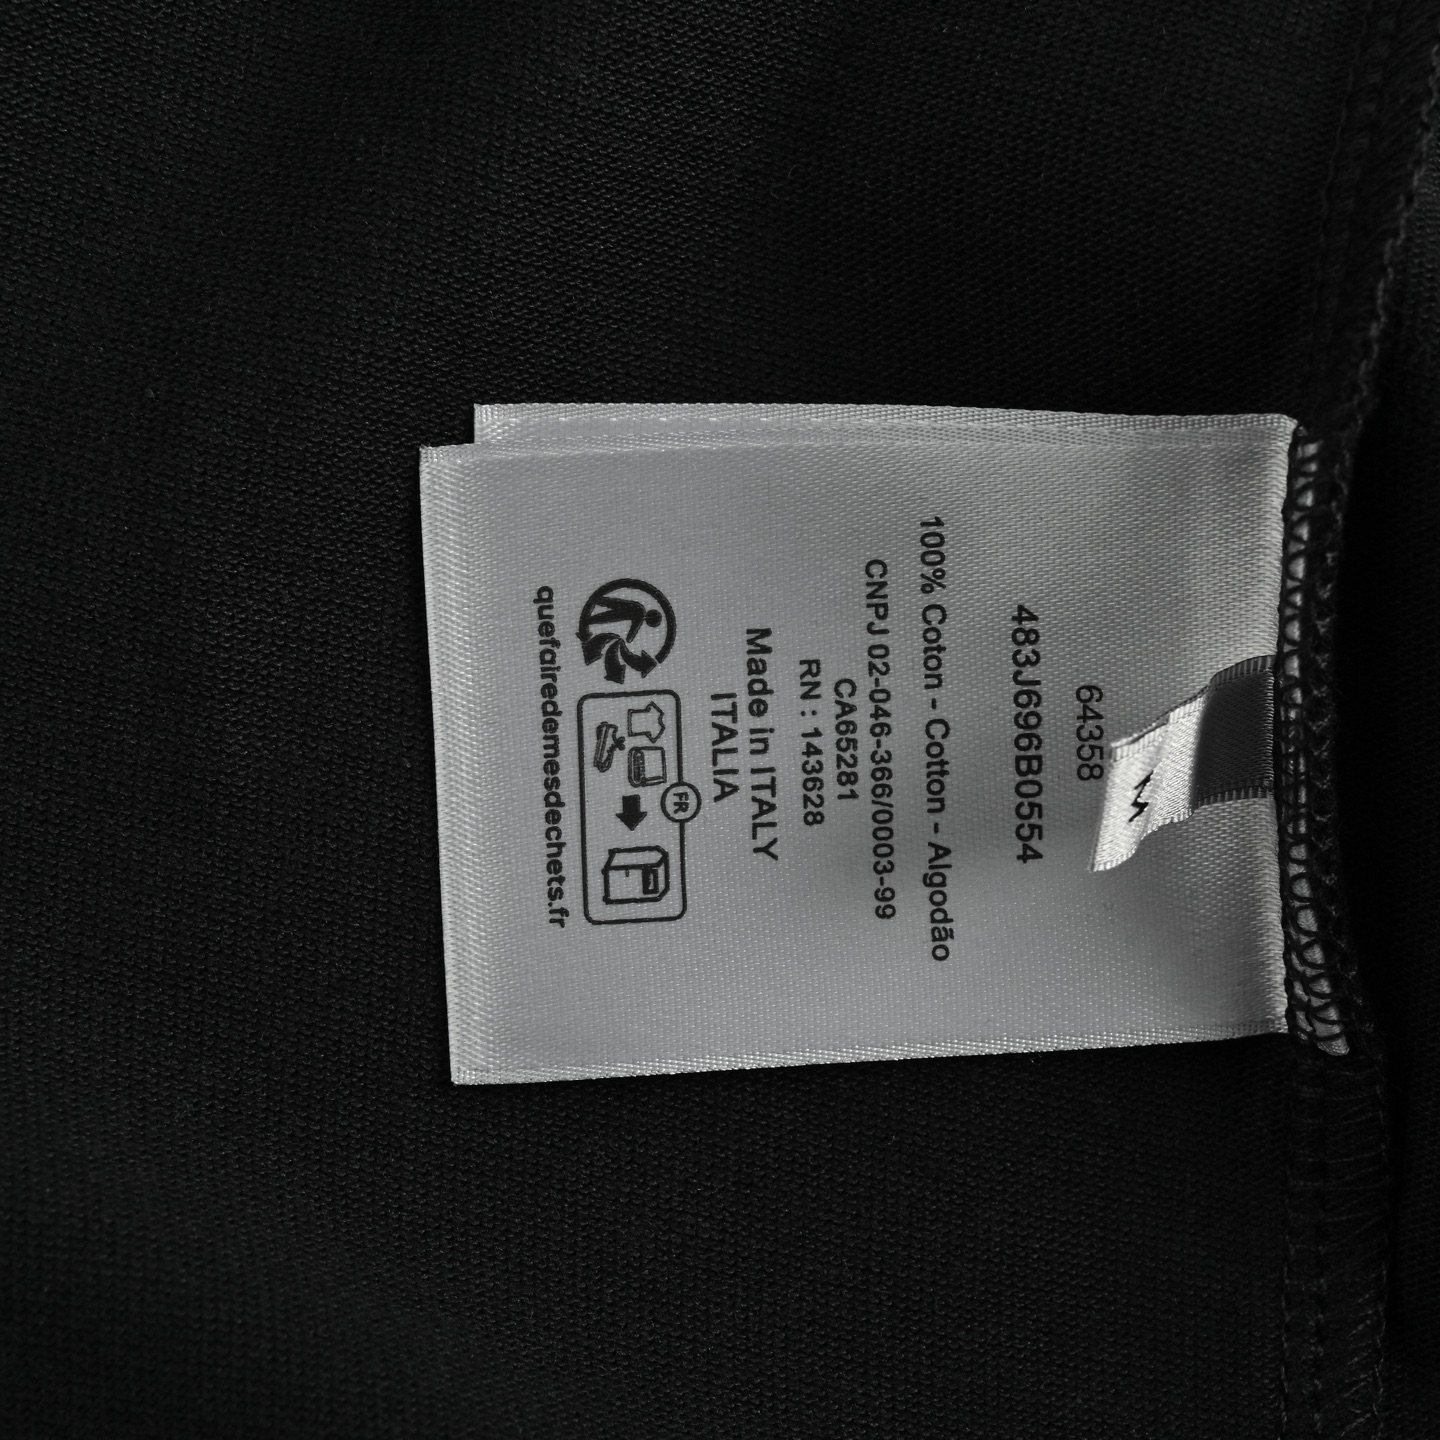 M
64358
483J696B0554
100% Coton - Cotton - Algodão
CNPJ 02-046-366/0003-99
CA65281
RN : 143628
Made in ITALY
ITALIA
FR
quefairedemesdechets.fr